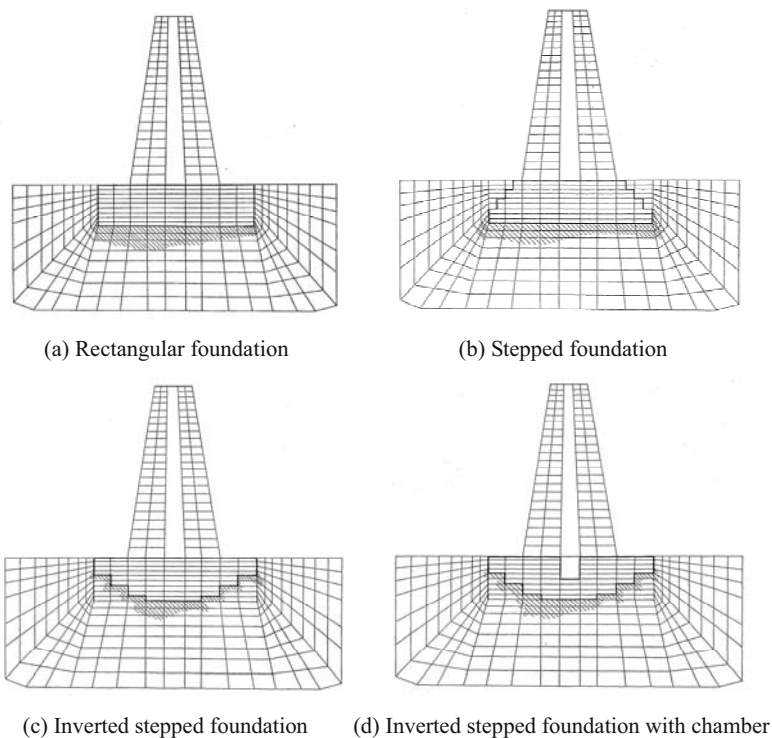 (a) Rectangular foundation
(b) Stepped foundation
(c) Inverted stepped foundation
(d) Inverted stepped foundation with chamber